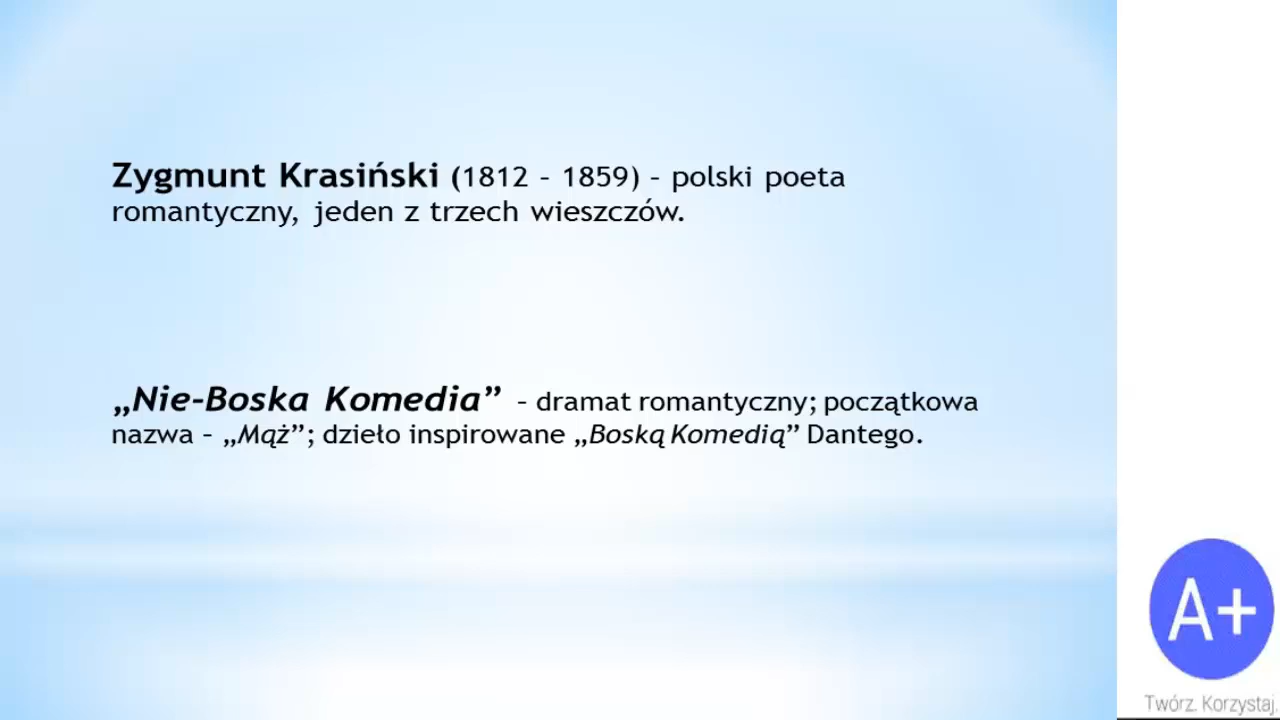 Zygmunt Krasiński (1812 – 1859) – polski poeta
romantyczny, jeden z trzech wieszczów.
„Nie-Boska Komedia” – dramat romantyczny; początkowa
nazwa – „Mąż”; dzieło inspirowane „Boską Komedią” Dantego.
A+
Twórz. Korzystaj.